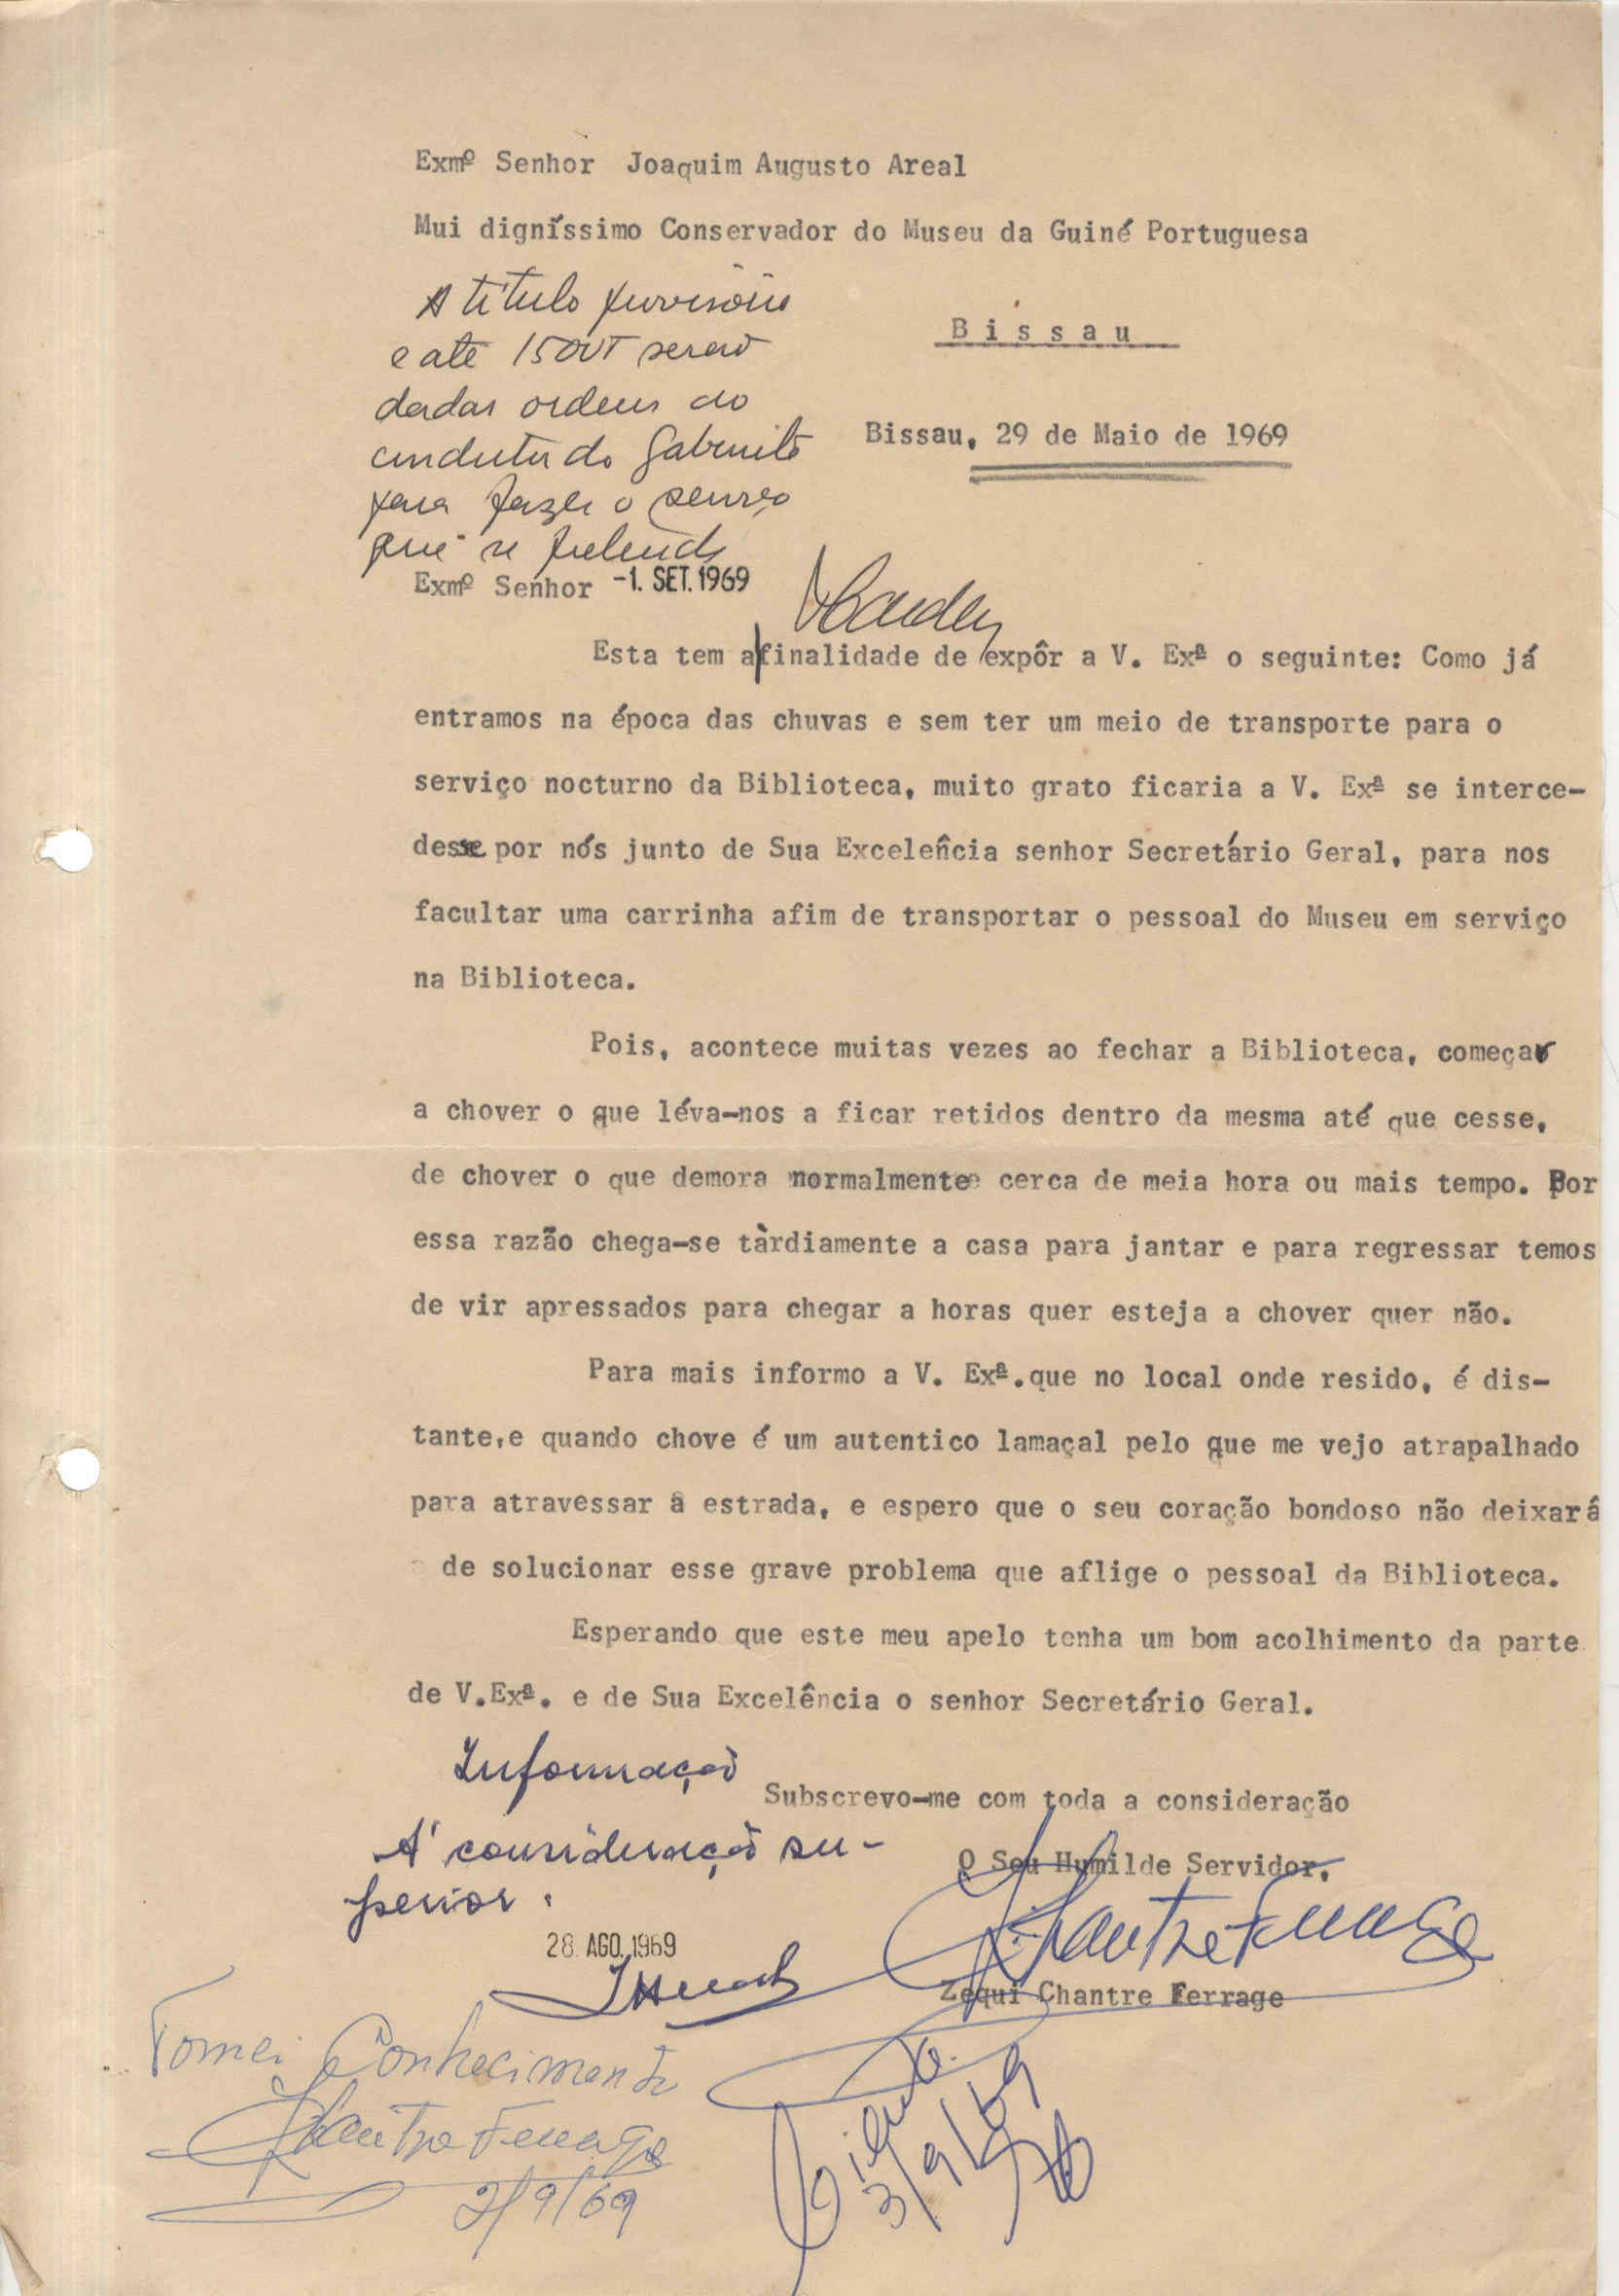 Exmº Senhor Joaquim Augusto Areal
Mui digníssimo Conservador do Museu da Guiné Portuguesa
A titulo provisório
e até 15OUT serão
dadas ordens ao
condutor do Gabinete
para fazer o serviço
que se pretende
Bissau
Bissau, 29 de Maio de 1969
Exmº Senhor -1. SET. 1969
Esta tem a finalidade de expôr a V. Exª o seguinte: Como já
entramos na época das chuvas e sem ter um meio de transporte para o
serviço nocturno da Biblioteca, muito grato ficaria a V. Exª se interce-
desse por nós junto de Sua Excelência senhor Secretário Geral, para nos
facultar uma carrinha afim de transportar o pessoal do Museu em serviço
na Biblioteca.
Pois, acontece muitas vezes ao fechar a Biblioteca, começar
a chover o que léva-nos a ficar retidos dentro da mesma até que cesse,
de chover o que demora normalmente cerca de meia hora ou mais tempo. Por
essa razão chega-se tàrdiamente a casa para jantar e para regressar temos
de vir apressados para chegar a horas quer esteja a chover quer não.
Para mais informo a V. Exª.que no local onde resido, é dis-
tante,e quando chove é um autentico lamaçal pelo que me vejo atrapalhado
para atravessar a estrada, e espero que o seu coração bondoso não deixará
de solucionar esse grave problema que aflige o pessoal da Biblioteca.
Esperando que este meu apelo tenha um bom acolhimento da parte
de V.Exª. e de Sua Excelência o senhor Secretário Geral.
Informação
Subscrevo-me com toda a consideração
À consideração su-
perior.
O Seu Humilde Servidor,
28. AGO. 1969
Chantre Ferrage
Zequi Chantre Ferrage
Tomei Conhecimento
Chantre Ferrage
2/9/69
3/9/69